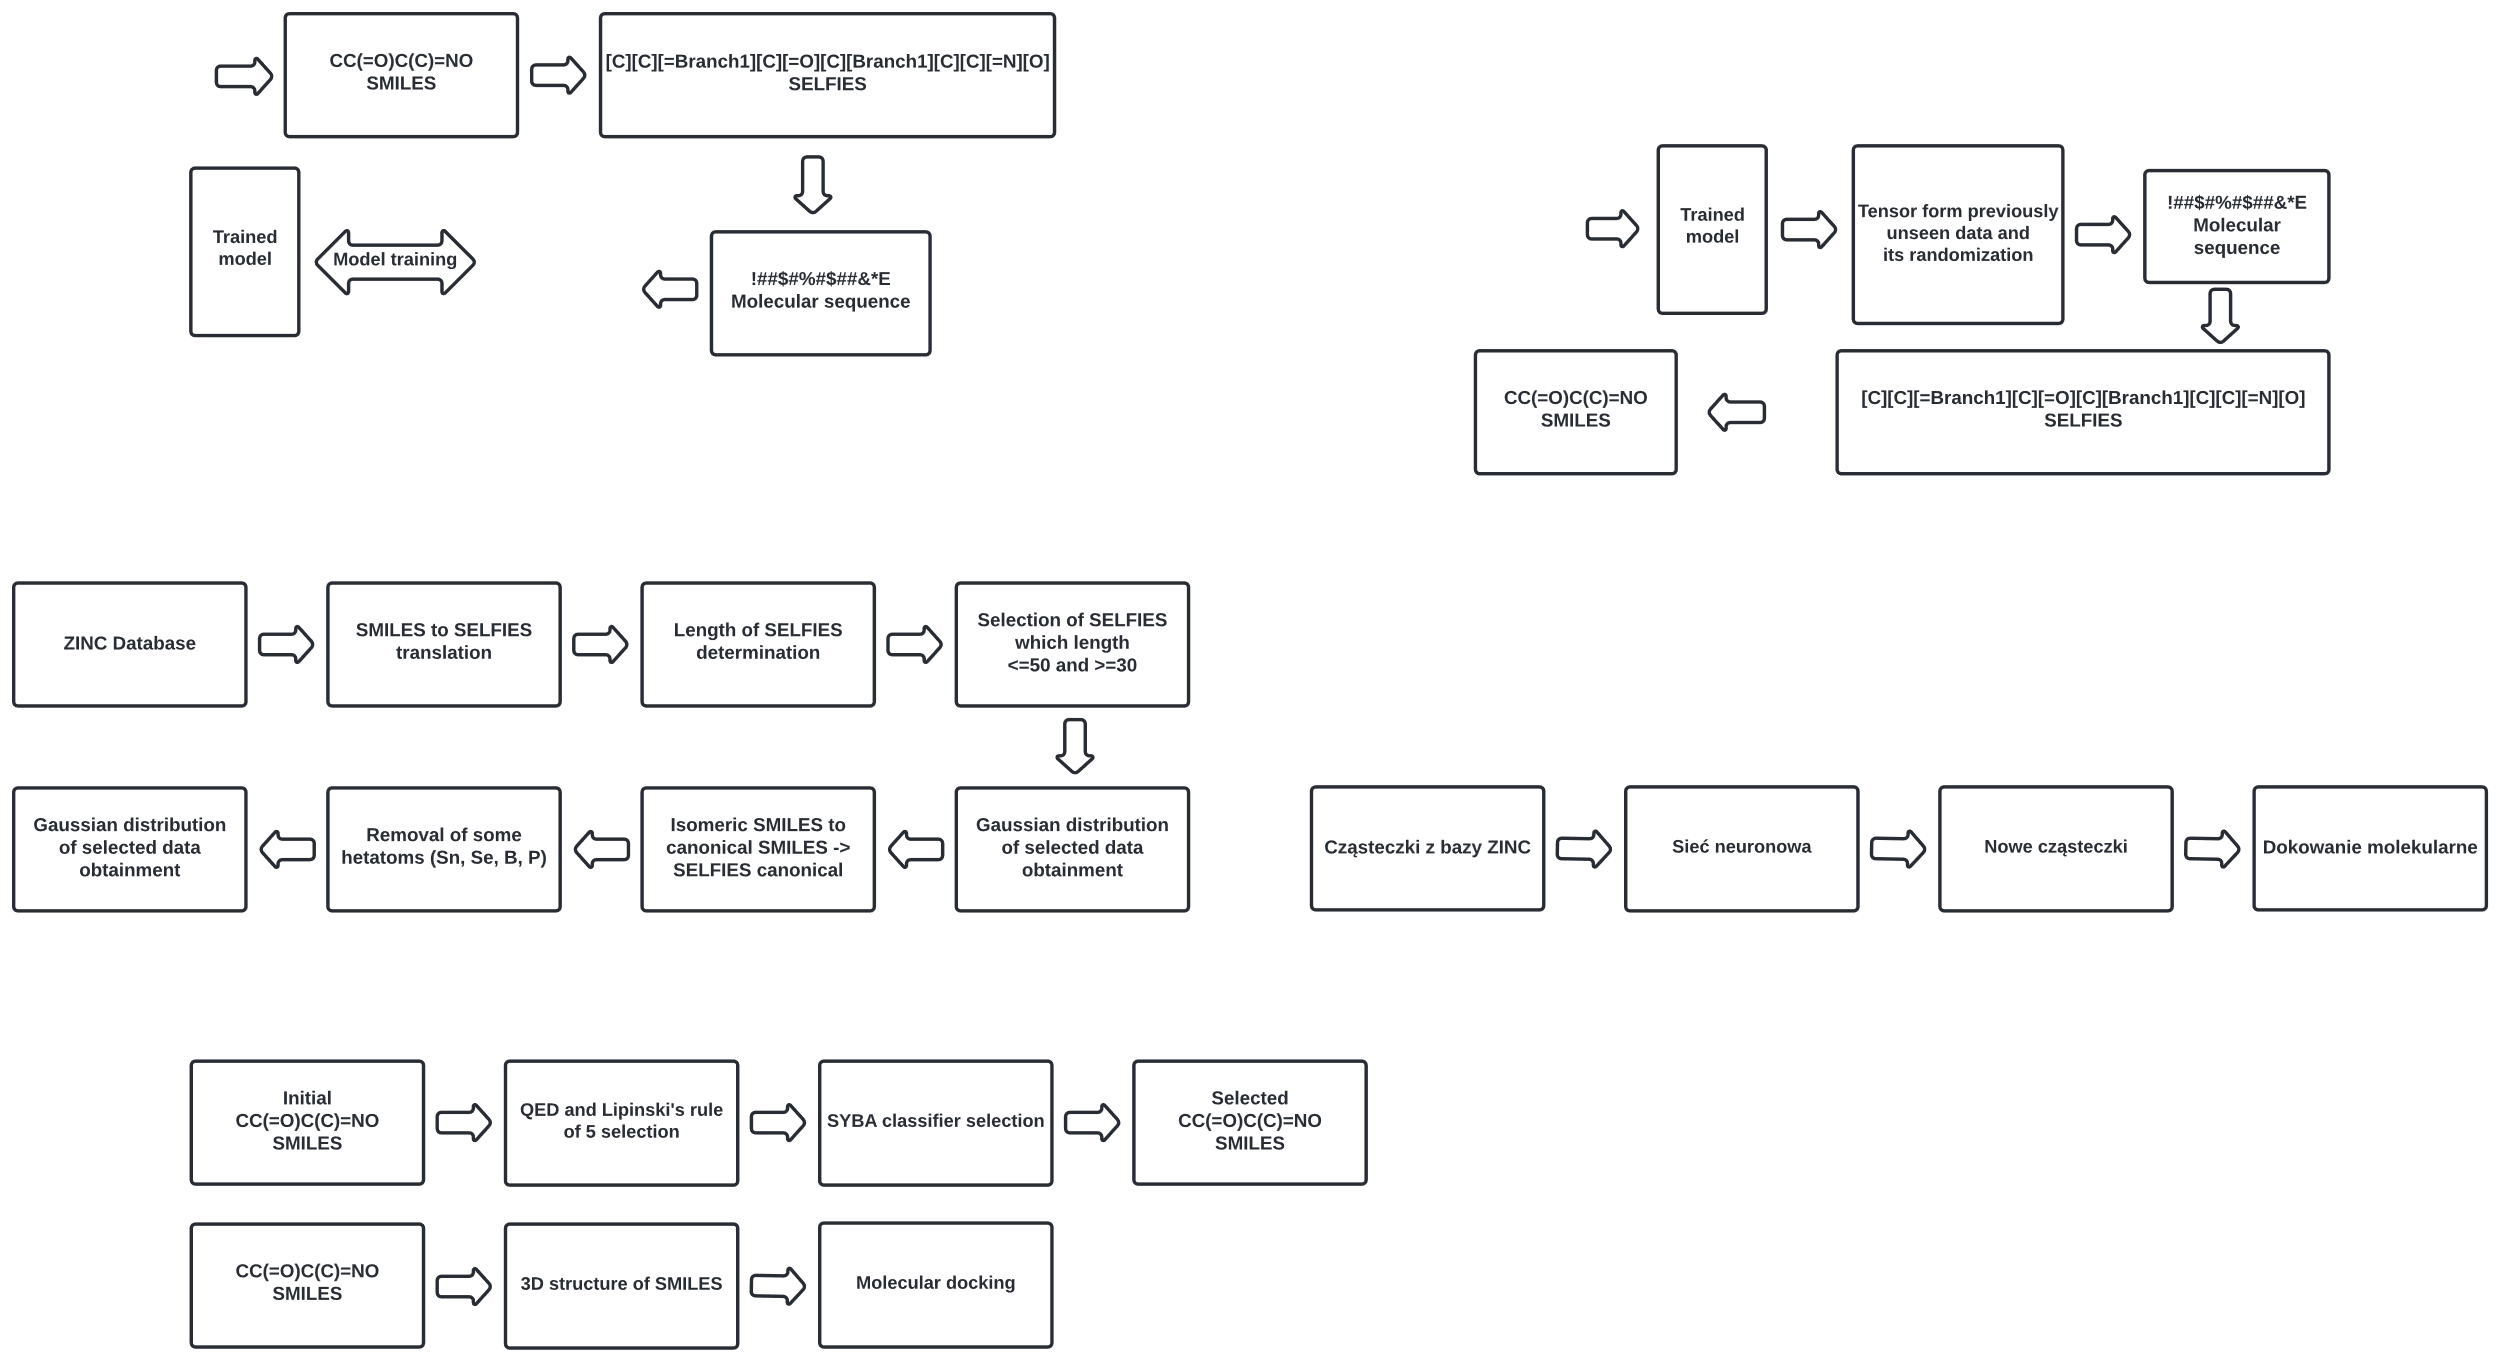 CC(=O)C(C)=NO
SMILES
[C][C][=Branch1][C][=O][C][Branch1][C][C][=N][O]
SELFIES
Trained
model
Model training
!##$#%#$##&*E
Molecular sequence
Trained
model
Tensor form previously
unseen data and
its randomization
!##$#%#$##&*E
Molecular
sequence
CC(=O)C(C)=NO
SMILES
[C][C][=Branch1][C][=O][C][Branch1][C][C][=N][O]
SELFIES
ZINC Database
SMILES to SELFIES
translation
Length of SELFIES
determination
Selection of SELFIES
which length
<=50 and >=30
Gaussian distribution
of selected data
obtainment
Removal of some
hetatoms (Sn, Se, B, P)
Isomeric SMILES to
canonical SMILES ->
SELFIES canonical
Gaussian distribution
of selected data
obtainment
Cząsteczki z bazy ZINC
Sieć neuronowa
Nowe cząsteczki
Dokowanie molekularne
Initial
CC(=O)C(C)=NO
SMILES
QED and Lipinski's rule
of 5 selection
SYBA classifier selection
Selected
CC(=O)C(C)=NO
SMILES
CC(=O)C(C)=NO
SMILES
3D structure of SMILES
Molecular docking